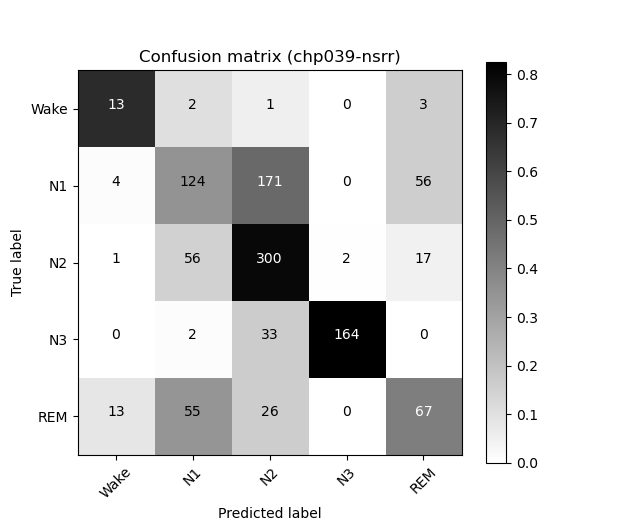 Confusion matrix (chp039-nsrr)
Wake 13 2 1 0 3
N1 4 124 171 0 56
N2 1 56 300 2 17
N3 0 2 33 164 0
REM 13 55 26 0 67
Wake N1 N2 N3 REM
True label
Predicted label
0.8
0.7
0.6
0.5
0.4
0.3
0.2
0.1
0.0